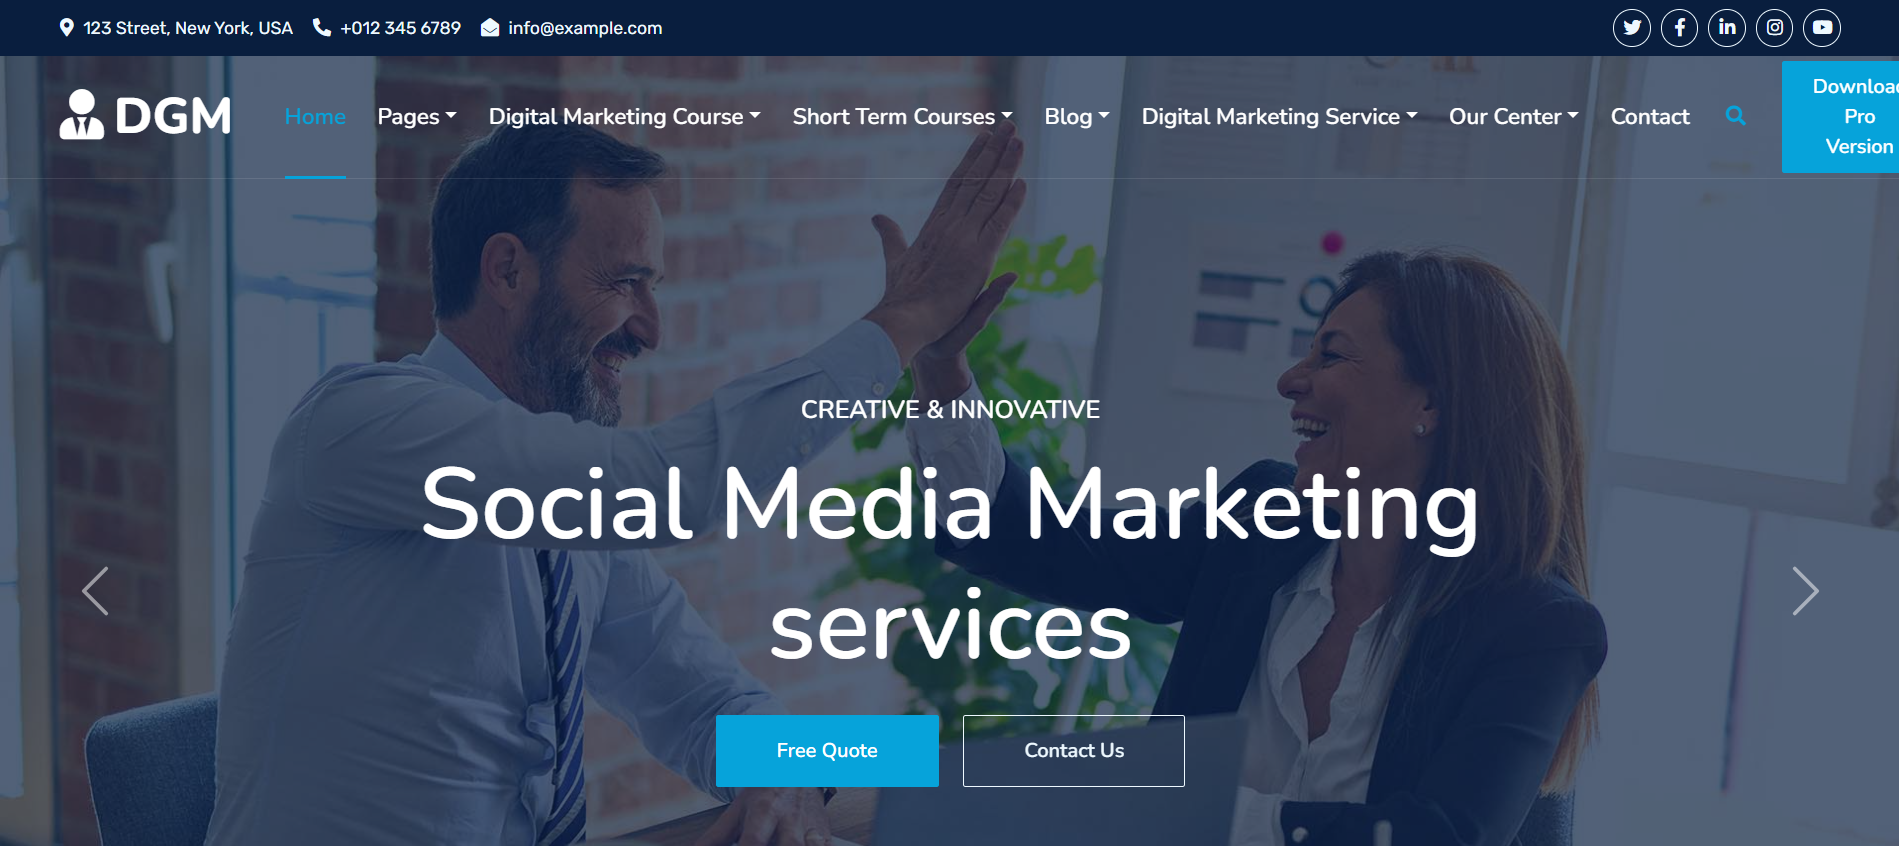 123 Street, New York, USA +012 345 6789 info@example.com
DGM Home Pages Digital Marketing Course Short Term Courses Blog Digital Marketing Service Our Center Contact
Downloa
Pro
Version
CREATIVE & INNOVATIVE
Social Media Marketing
services
Free Quote Contact Us